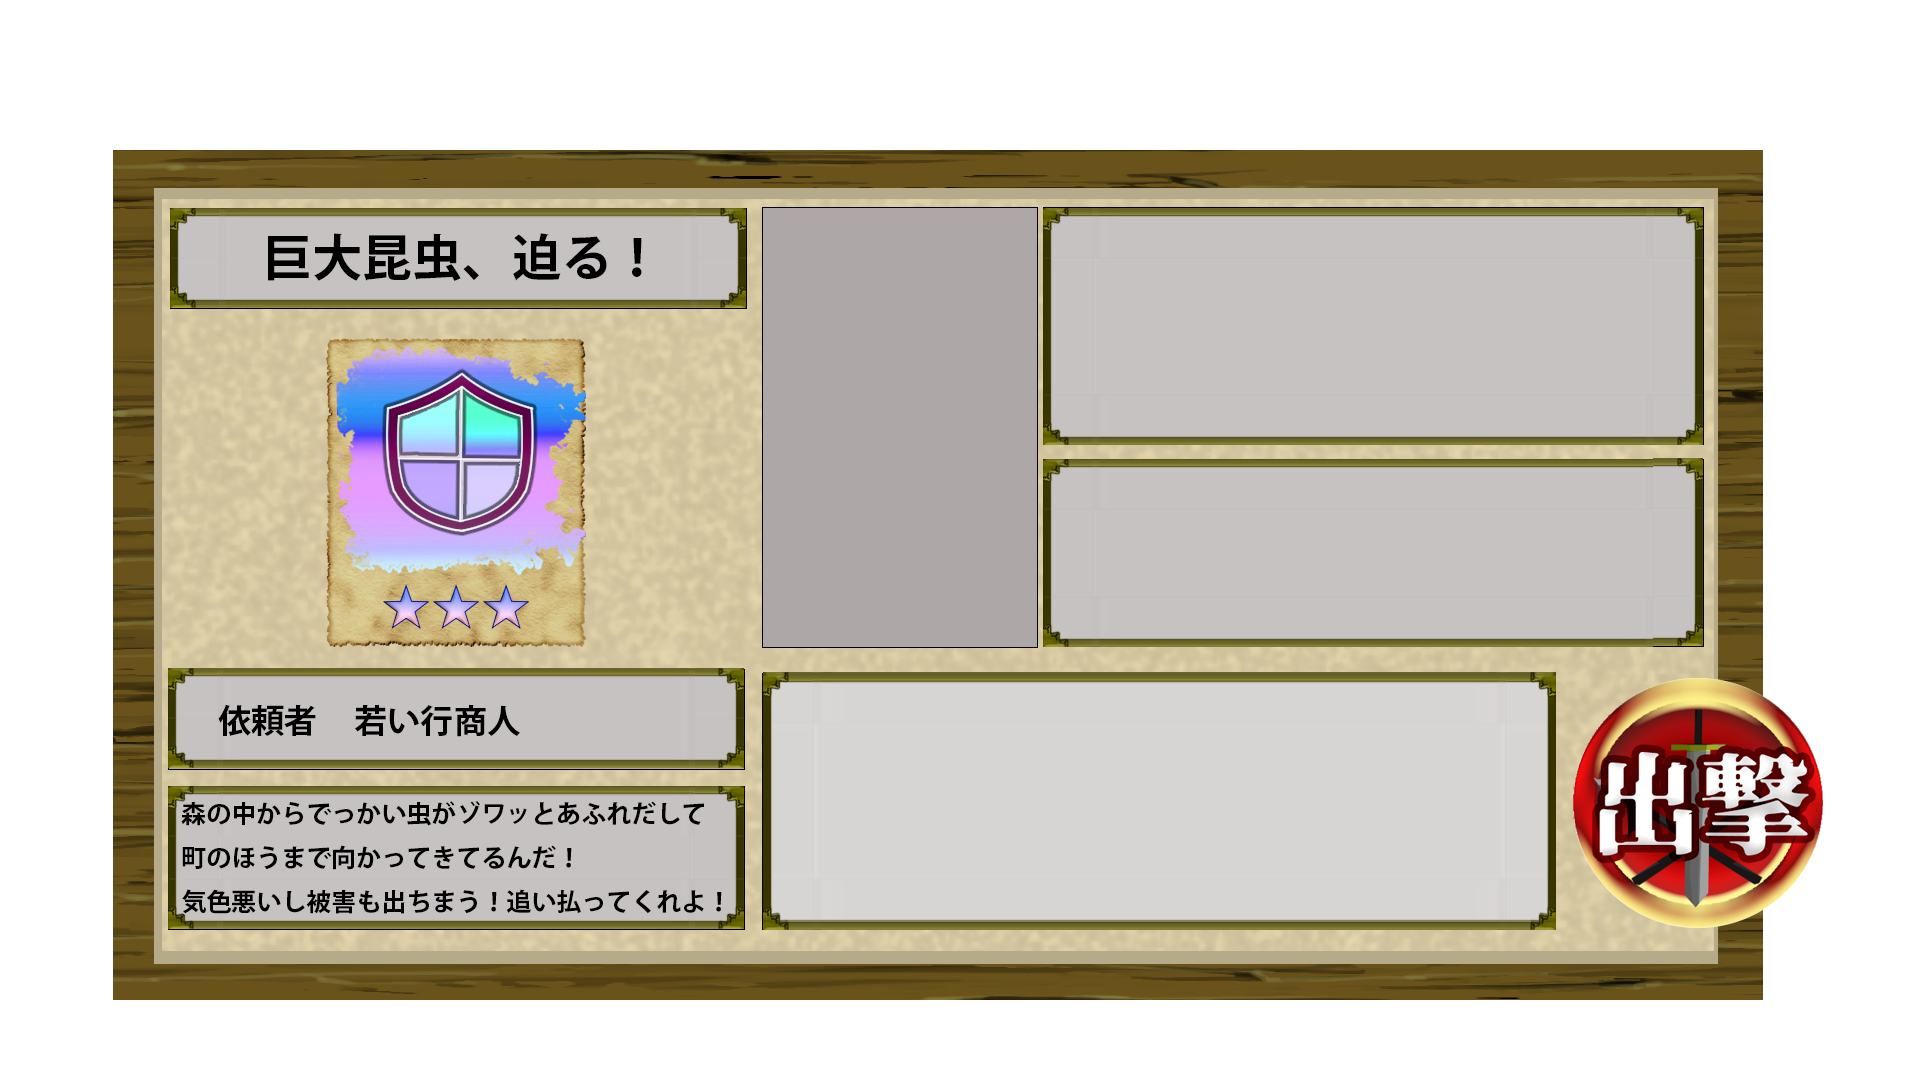 巨大昆虫、迫る！
依頼者　若い行商人
森の中からでっかい虫がゾワッとあふれだして
町のほうまで向かってきてるんだ！
気色悪いし被害も出ちまう！追い払ってくれよ！
出撃